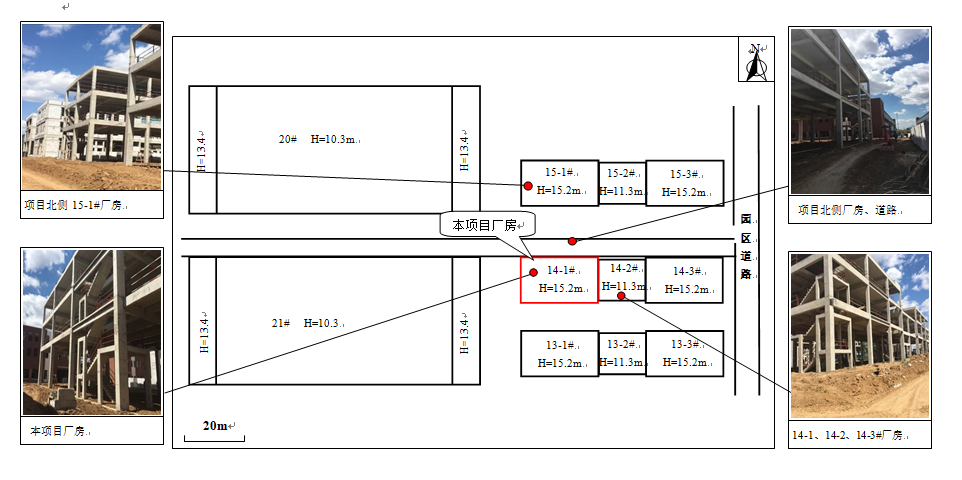 N
20# H=10.3m
H=13.4
H=13.4
15-1#
H=15.2m
15-2#
H=11.3m
15-3#
H=15.2m
项目北侧 15-1#厂房
项目北侧厂房、道路
本项目厂房
园
区
道
路
14-1#
H=15.2m
14-2#
H=11.3m
14-3#
H=15.2m
21# H=10.3
H=13.4
H=13.4
13-1#
H=15.2m
13-2#
H=11.3m
13-3#
H=15.2m
20m
本项目厂房
14-1、14-2、14-3#厂房